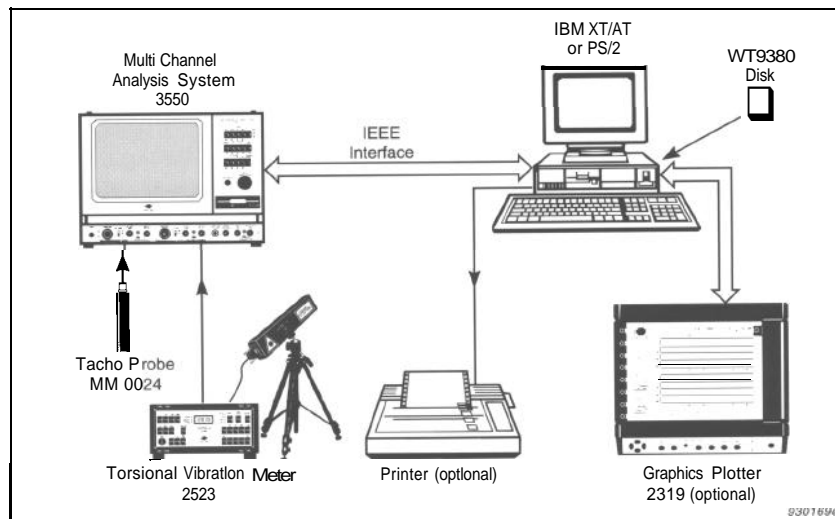 Multi Channel
Analysis System
3550
IBM XT/AT
or PS/2
WT9380
Disk
IEEE
Interface
Tacho Probe
MM 0024
Torsional Vibration Meter
2523
Printer (optional)
Graphics Plotter
2319 (optional)
930169e